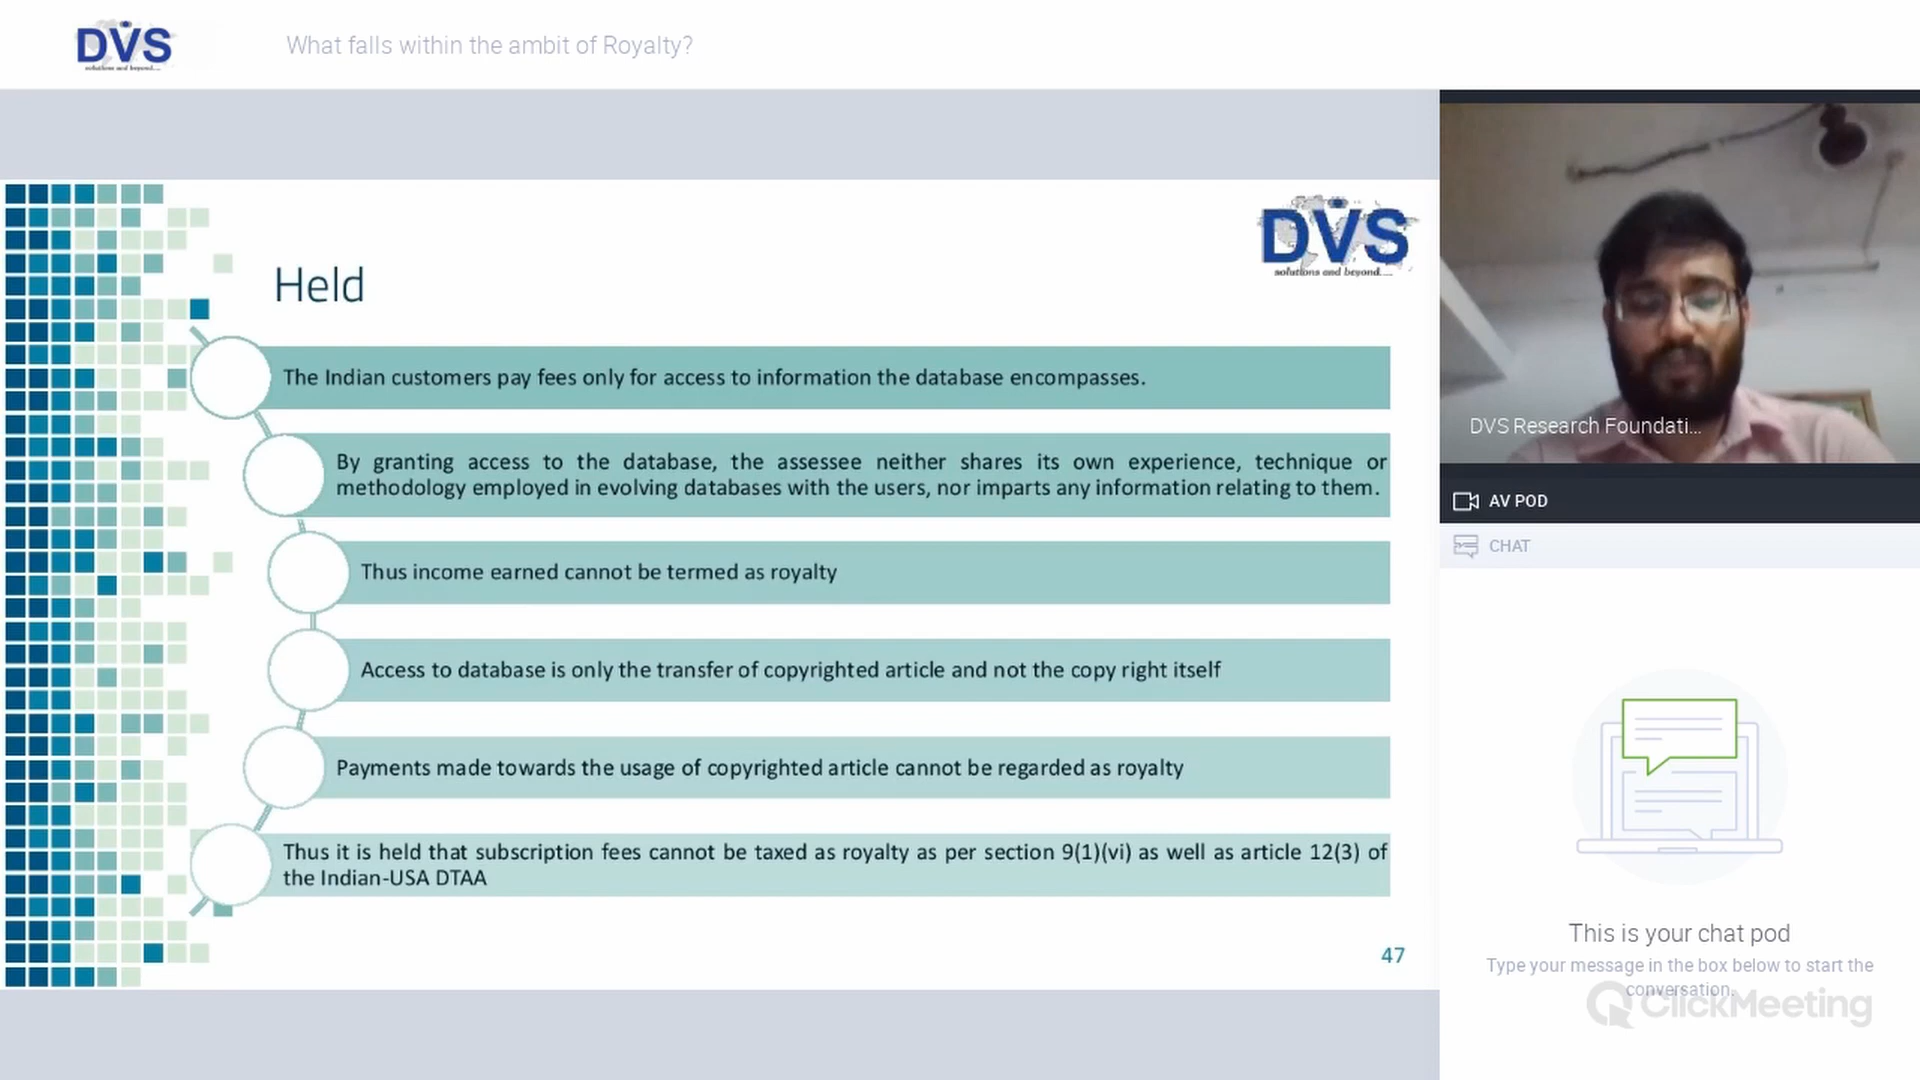 DVS
solutions and beyond....
What falls within the ambit of Royalty?
DVS
solutions and beyond....
Held
The Indian customers pay fees only for access to information the database encompasses.
By granting access to the database, the assessee neither shares its own experience, technique or
methodology employed in evolving databases with the users, nor imparts any information relating to them.
Thus income earned cannot be termed as royalty
Access to database is only the transfer of copyrighted article and not the copy right itself
Payments made towards the usage of copyrighted article cannot be regarded as royalty
Thus it is held that subscription fees cannot be taxed as royalty as per section 9(1)(vi) as well as article 12(3) of
the Indian-USA DTAA
47
DVS Research Foundati...
AV POD
CHAT
This is your chat pod
Type your message in the box below to start the
conversation.
ClickMeeting